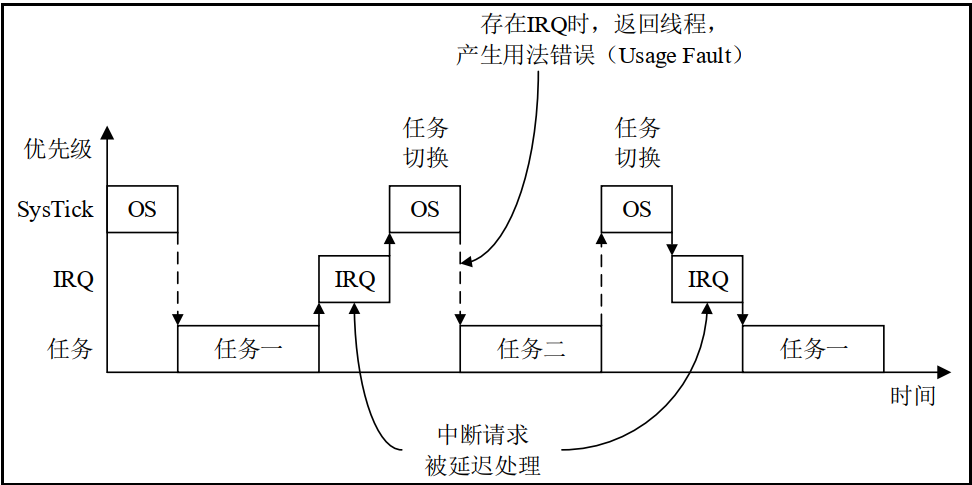 存在IRQ时，返回线程，
产生用法错误（Usage Fault）
任务
切换
任务
切换
优先级
SysTick
OS
OS
OS
IRQ
IRQ
IRQ
任务
任务一
任务二
任务一
时间
中断请求
被延迟处理